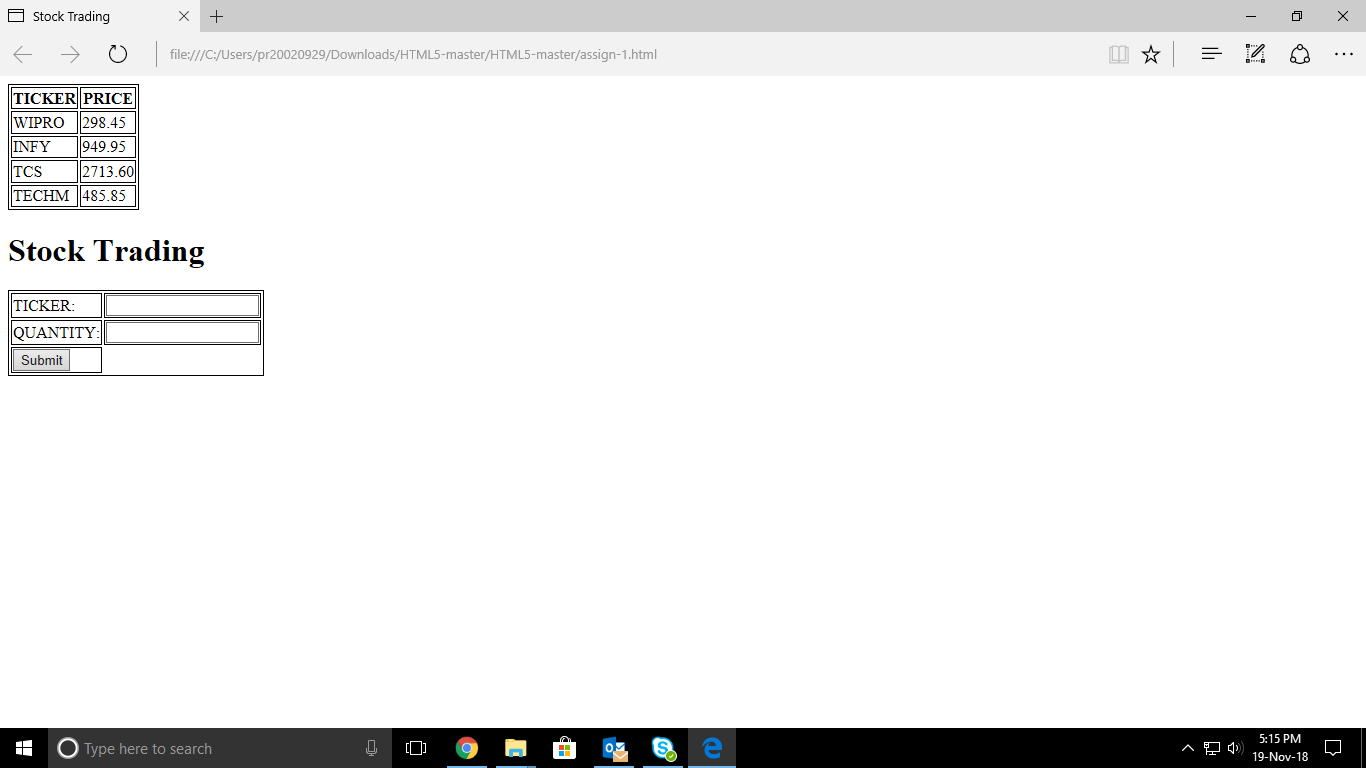 Stock Trading
file:///C:/Users/pr20020929/Downloads/HTML5-master/HTML5-master/assign-1.html
TICKER PRICE
WIPRO 298.45
INFY 949.95
TCS 2713.60
TECHM 485.85
Stock Trading
TICKER:
QUANTITY:
Submit
Type here to search
5:15 PM
19-Nov-18